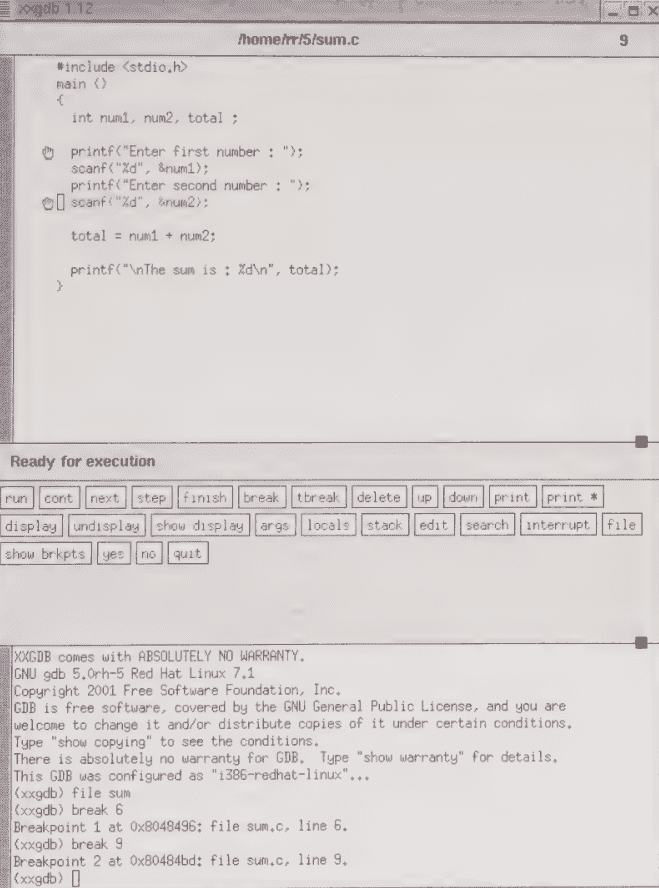 xxgdb 1.12
/home/rr/5/sum.c 9
#include <stdio.h>
main ()
{
int num1, num2, total ;
printf("Enter first number : ");
scanf("%d", &num1);
printf("Enter second number : ");
scanf("%d", &num2);
total = num1 + num2;
printf("\nThe sum is : %d\n", total);
}
Ready for execution
run cont next step finish break tbreak delete up down print print *
display undisplay show display args locals stack edit search interrupt file
show brkpts yes no quit
XXGDB comes with ABSOLUTELY NO WARRANTY.
GNU gdb 5.0rh-5 Red Hat Linux 7.1
Copyright 2001 Free Software Foundation, Inc.
GDB is free software, covered by the GNU General Public License, and you are
welcome to change it and/or distribute copies of it under certain conditions.
Type "show copying" to see the conditions.
There is absolutely no warranty for GDB.  Type "show warranty" for details.
This GDB was configured as "i386-redhat-linux"...
(xxgdb) file sum
(xxgdb) break 6
Breakpoint 1 at 0x8048496: file sum.c, line 6.
(xxgdb) break 9
Breakpoint 2 at 0x80484bd: file sum.c, line 9.
(xxgdb)